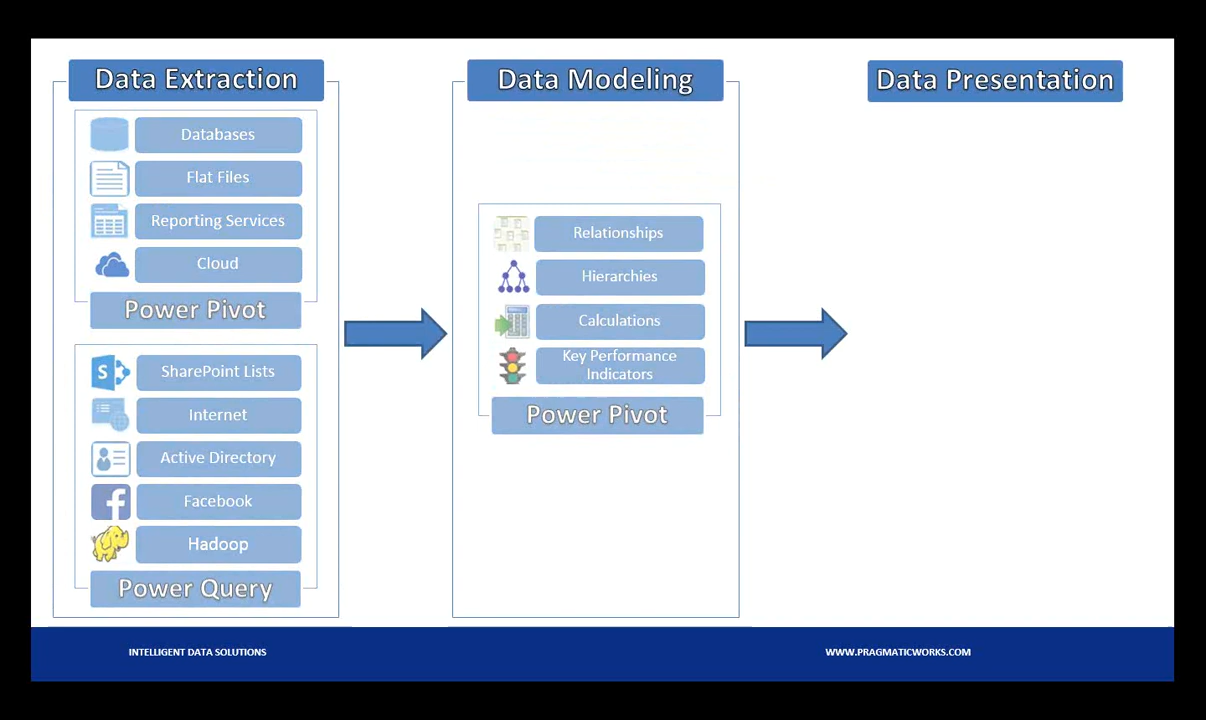 Data Extraction
Databases
Flat Files
Reporting Services
Cloud
Power Pivot
SharePoint Lists
Internet
Active Directory
Facebook
Hadoop
Power Query
Data Modeling
Relationships
Hierarchies
Calculations
Key Performance
Indicators
Power Pivot
Data Presentation
INTELLIGENT DATA SOLUTIONS
WWW.PRAGMATICWORKS.COM